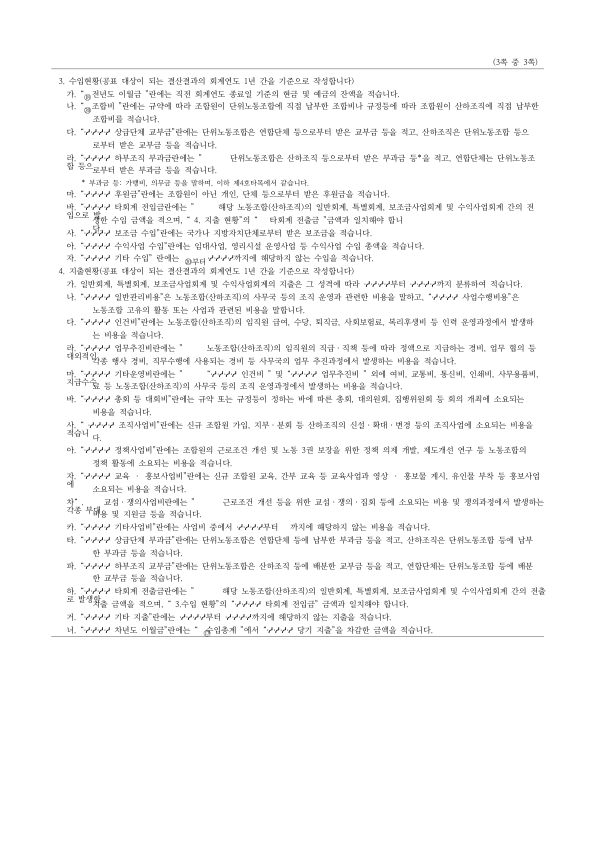 (3쪽 중 3쪽)
3. 수입현황(공표 대상이 되는 결산결과의 회계연도 1년 간을 기준으로 작성합니다)
가. “⑲전년도 이월금 ”란에는 직전 회계연도 종료일 기준의 현금 및 예금의 잔액을 적습니다.
나. “⑳조합비 ”란에는 규약에 따라 조합원이 단위노동조합에 직접 납부한 조합비나 규정등에 따라 조합원이 산하조직에 직접 납부한
조합비를 적습니다.
다. “✓✓✓✓ 상급단체 교부금”란에는 단위노동조합은 연합단체 등으로부터 받은 교부금 등을 적고, 산하조직은 단위노동조합 등으
로부터 받은 교부금 등을 적습니다.
라. “✓✓✓✓ 하부조직 부과금란에는 ” 단위노동조합은 산하조직 등으로부터 받은 부과금 등*을 적고, 연합단체는 단위노동조
합 등으로부터 받은 부과금 등을 적습니다.
* 부과금 등: 가맹비, 의무금 등을 말하며, 이하 제4호타목에서 같습니다.
마. “✓✓✓✓ 후원금”란에는 조합원이 아닌 개인, 단체 등으로부터 받은 후원금을 적습니다.
바. “✓✓✓✓ 타회계 전입금란에는 ” 해당 노동조합(산하조직)의 일반회계, 특별회계, 보조금사업회계 및 수익사업회계 간의 전
입으로 발생한 수입 금액을 적으며, “ 4. 지출 현황”의 “ 타회계 전출금 ”금액과 일치해야 합니
다.
사. “✓✓✓✓ 보조금 수입”란에는 국가나 지방자치단체로부터 받은 보조금을 적습니다.
아. “✓✓✓✓ 수익사업 수입”란에는 임대사업, 영리시설 운영사업 등 수익사업 수입 총액을 적습니다.
자. “✓✓✓✓ 기타 수입” 란에는 ⑳부터 ✓✓✓✓까지에 해당하지 않는 수입을 적습니다.
4. 지출현황(공표 대상이 되는 결산결과의 회계연도 1년 간을 기준으로 작성합니다)
가. 일반회계, 특별회계, 보조금사업회계 및 수익사업회계의 지출은 그 성격에 따라 ✓✓✓✓부터 ✓✓✓✓까지 분류하여 적습니다.
나. “✓✓✓✓ 일반관리비용”은 노동조합(산하조직)의 사무국 등의 조직 운영과 관련한 비용을 말하고, “✓✓✓✓ 사업수행비용”은
노동조합 고유의 활동 또는 사업과 관련된 비용을 말합니다.
다. “✓✓✓✓ 인건비”란에는 노동조합(산하조직)의 임직원 급여, 수당, 퇴직금, 사회보험료, 복리후생비 등 인력 운영과정에서 발생하
는 비용을 적습니다.
라. “✓✓✓✓ 업무추진비란에는 ” 노동조합(산하조직)의 임직원의 직급·직책 등에 따라 정액으로 지급하는 경비, 업무 협의 등
대외적인 각종 행사 경비, 직무수행에 사용되는 경비 등 사무국의 업무 추진과정에서 발생하는 비용을 적습니다.
마. “✓✓✓✓ 기타운영비란에는 ” “✓✓✓✓ 인건비 ” 및 “✓✓✓✓ 업무추진비 ” 외에 여비, 교통비, 통신비, 인쇄비, 사무용품비,
지급수수료 등 노동조합(산하조직)의 사무국 등의 조직 운영과정에서 발생하는 비용을 적습니다.
바. “✓✓✓✓ 총회 등 대회비”란에는 규약 또는 규정등이 정하는 바에 따른 총회, 대의원회, 집행위원회 등 회의 개최에 소요되는
비용을 적습니다.
사. “ ✓✓✓✓ 조직사업비”란에는 신규 조합원 가입, 지부·분회 등 산하조직의 신설·확대·변경 등의 조직사업에 소요되는 비용을
적습니다.
아. “✓✓✓✓ 정책사업비”란에는 조합원의 근로조건 개선 및 노동 3권 보장을 위한 정책 의제 개발, 제도개선 연구 등 노동조합의
정책 활동에 소요되는 비용을 적습니다.
자. “✓✓✓✓ 교육 · 홍보사업비”란에는 신규 조합원 교육, 간부 교육 등 교육사업과 영상 · 홍보물 게시, 유인물 부착 등 홍보사업
에 소요되는 비용을 적습니다.
차“. 교섭·쟁의사업비란에는 ” 근로조건 개선 등을 위한 교섭·쟁의·집회 등에 소요되는 비용 및 쟁의과정에서 발생하는
각종 부대비용 및 지원금 등을 적습니다.
카. “✓✓✓✓ 기타사업비”란에는 사업비 중에서 ✓✓✓✓부터 까지에 해당하지 않는 비용을 적습니다.
타. “✓✓✓✓ 상급단체 부과금”란에는 단위노동조합은 연합단체 등에 납부한 부과금 등을 적고, 산하조직은 단위노동조합 등에 납부
한 부과금 등을 적습니다.
파. “✓✓✓✓ 하부조직 교부금”란에는 단위노동조합은 산하조직 등에 배분한 교부금 등을 적고, 연합단체는 단위노동조합 등에 배분
한 교부금 등을 적습니다.
하. “✓✓✓✓ 타회계 전출금란에는 ” 해당 노동조합(산하조직)의 일반회계, 특별회계, 보조금사업회계 및 수익사업회계 간의 전출
로 발생한 지출 금액을 적으며, “ 3.수입 현황”의 “✓✓✓✓ 타회계 전입금” 금액과 일치해야 합니다.
거. “✓✓✓✓ 기타 지출”란에는 ✓✓✓✓부터 ✓✓✓✓까지에 해당하지 않는 지출을 적습니다.
너. “✓✓✓✓ 차년도 이월금”란에는 “ 수입총계 ”에서 “✓✓✓✓ 당기 지출”을 차감한 금액을 적습니다.